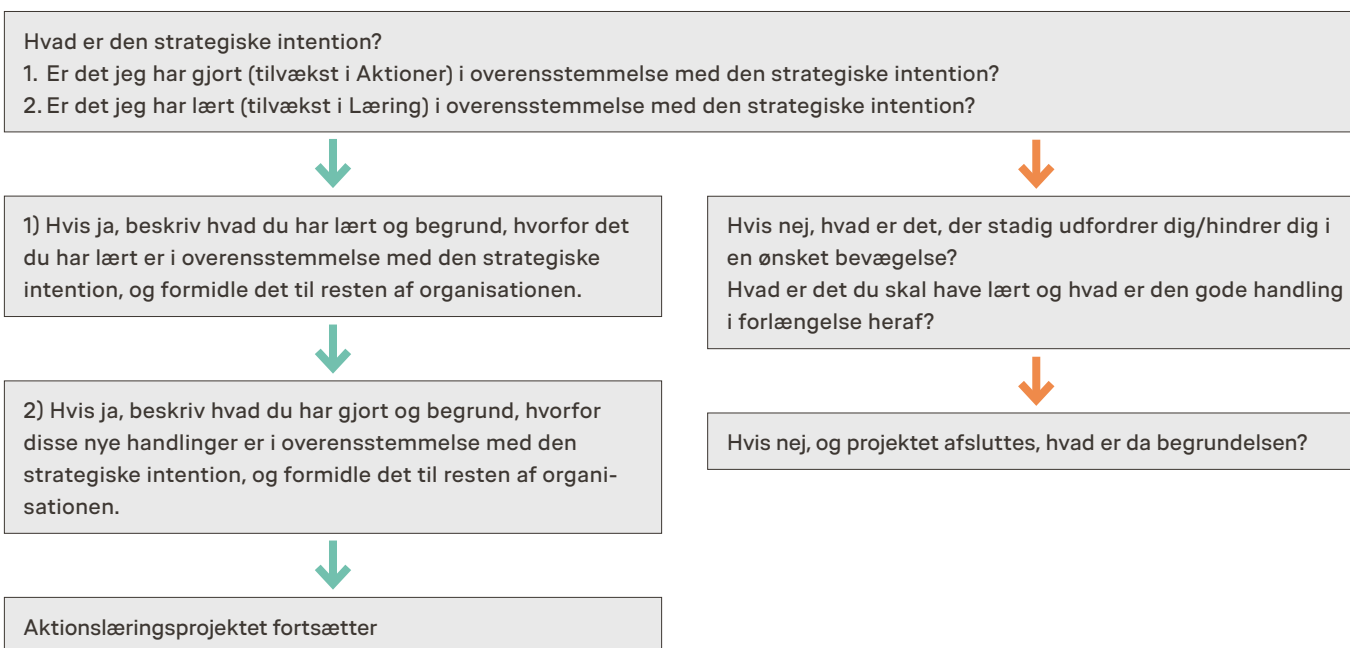 Hvad er den strategiske intention?
1. Er det jeg har gjort (tilvækst i Aktioner) i overensstemmelse med den strategiske intention?
2. Er det jeg har lært (tilvækst i Læring) i overensstemmelse med den strategiske intention?
1) Hvis ja, beskriv hvad du har lært og begrund, hvorfor det
du har lært er i overensstemmelse med den strategiske
intention, og formidle det til resten af organisationen.
2) Hvis ja, beskriv hvad du har gjort og begrund, hvorfor
disse nye handlinger er i overensstemmelse med den
strategiske intention, og formidle det til resten af organi-
sationen.
Aktionslæringsprojektet fortsætter
Hvis nej, hvad er det, der stadig udfordrer dig/hindrer dig i
en ønsket bevægelse?
Hvad er det du skal have lært og hvad er den gode handling
i forlængelse heraf?
Hvis nej, og projektet afsluttes, hvad er da begrundelsen?